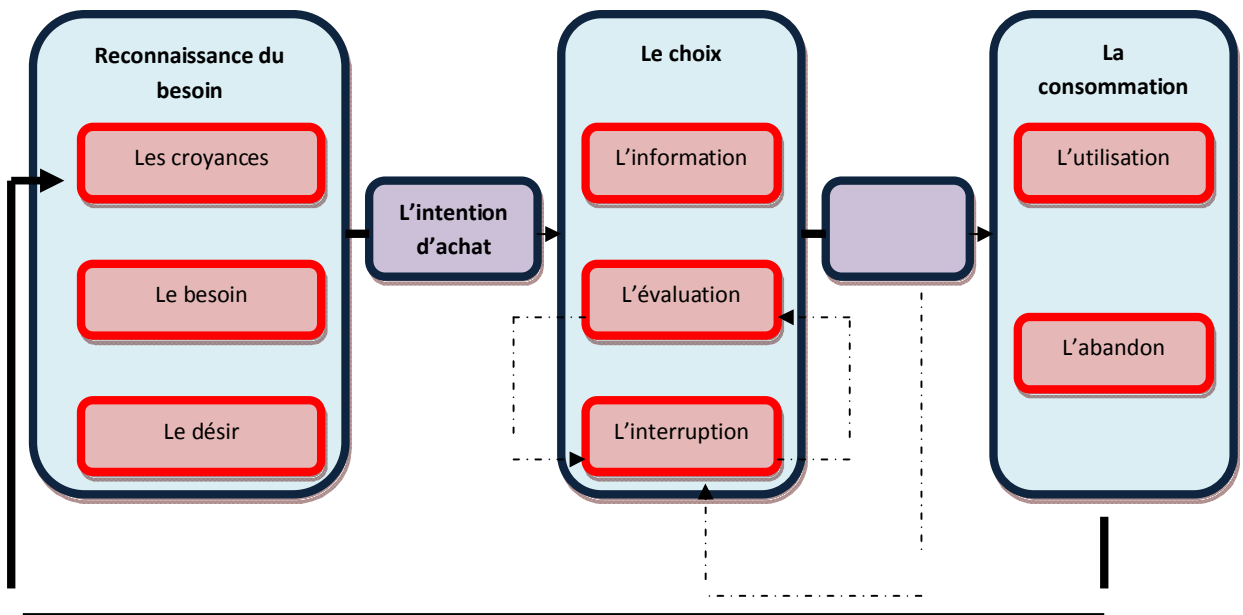 Reconnaissance du
besoin
Les croyances
Le besoin
Le désir
L'intention
d'achat
Le choix
L'information
L'évaluation
L'interruption
La
consommation
L'utilisation
L'abandon